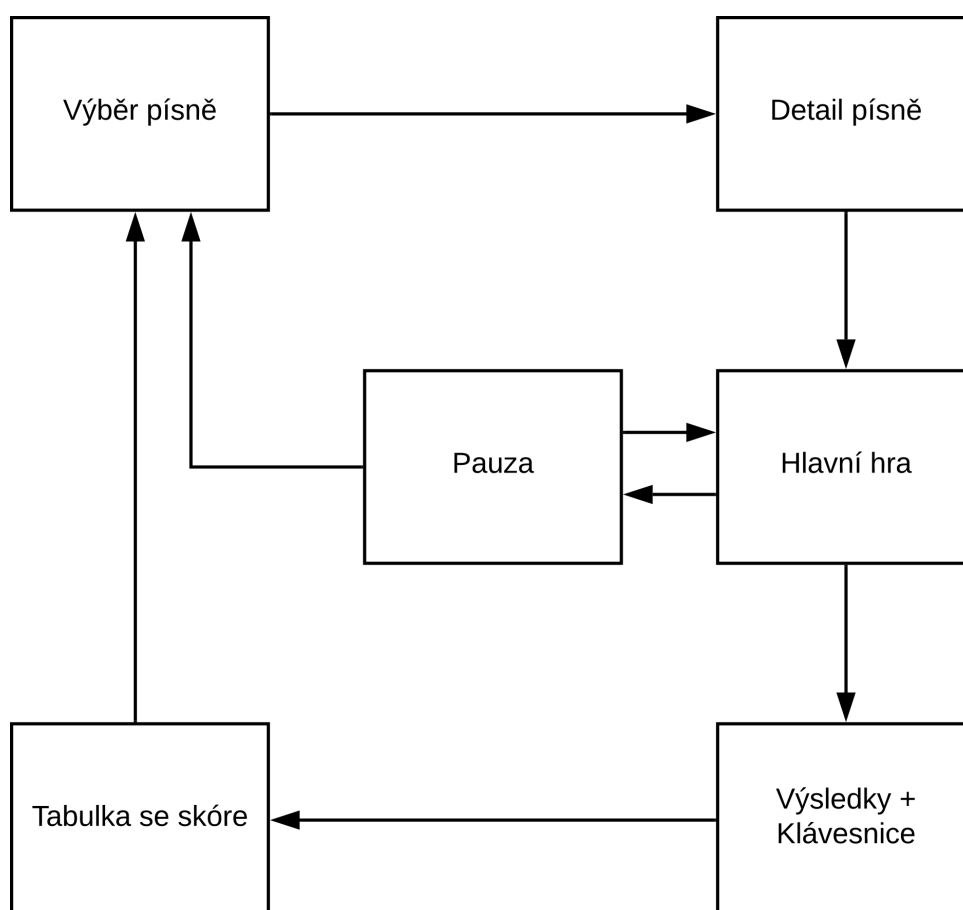 Výběr písně
Detail písně
Pauza
Hlavní hra
Tabulka se skóre
Výsledky +
Klávesnice